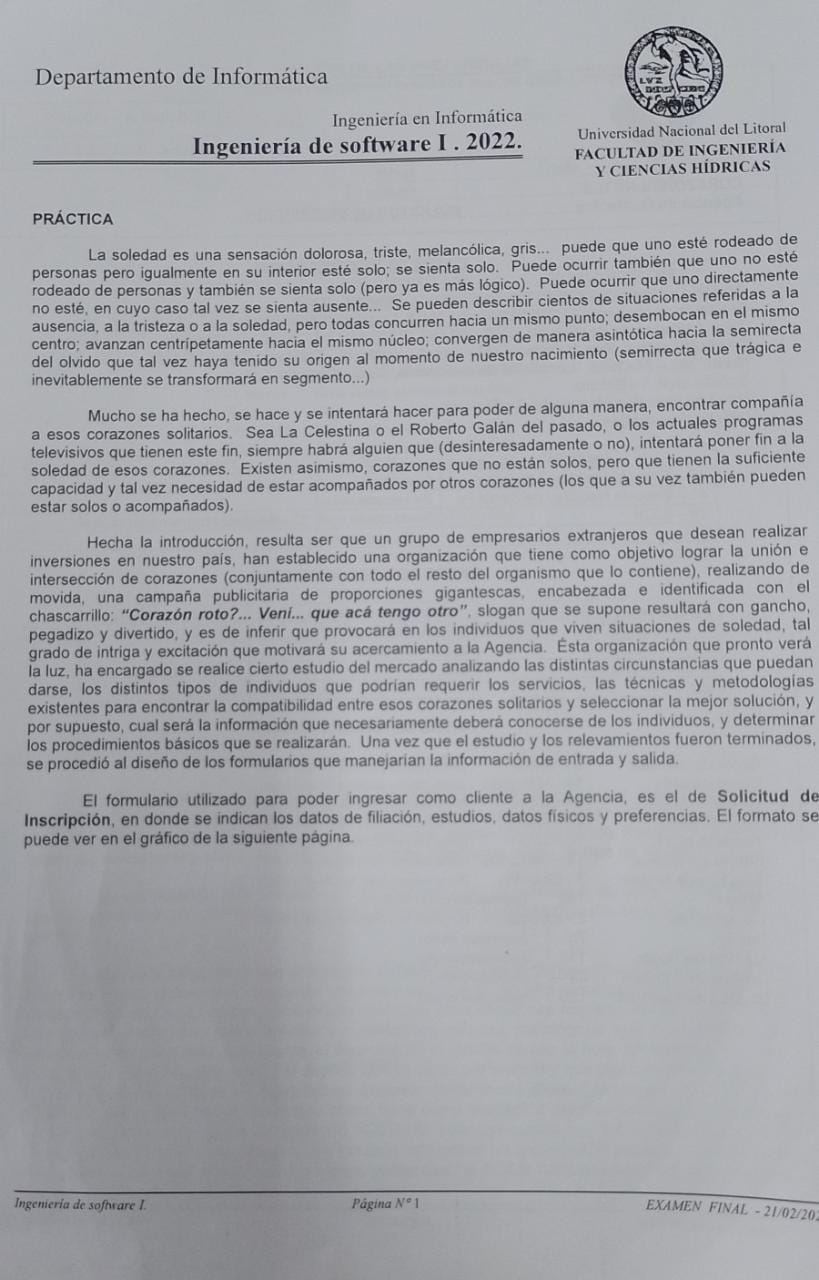 Departamento de Informática
Ingeniería en Informática
Ingeniería de software I . 2022.
Universidad Nacional del Litoral
FACULTAD DE INGENIERÍA
Y CIENCIAS HÍDRICAS
PRÁCTICA
La soledad es una sensación dolorosa, triste, melancólica, gris... puede que uno esté rodeado de
personas pero igualmente en su interior esté solo; se sienta solo. Puede ocurrir también que uno no esté
rodeado de personas y también se sienta solo (pero ya es más lógico). Puede ocurrir que uno directamente
no esté, en cuyo caso tal vez se sienta ausente... Se pueden describir cientos de situaciones referidas a la
ausencia, a la tristeza o a la soledad, pero todas concurren hacia un mismo punto; desembocan en el mismo
centro; avanzan centrípetamente hacia el mismo núcleo; convergen de manera asintótica hacia la semirecta
del olvido que tal vez haya tenido su origen al momento de nuestro nacimiento (semirrecta que trágica e
inevitablemente se transformará en segmento...)
Mucho se ha hecho, se hace y se intentará hacer para poder de alguna manera, encontrar compañía
a esos corazones solitarios. Sea La Celestina o el Roberto Galán del pasado, o los actuales programas
televisivos que tienen este fin, siempre habrá alguien que (desinteresadamente o no), intentará poner fin a la
soledad de esos corazones. Existen asimismo, corazones que no están solos, pero que tienen la suficiente
capacidad y tal vez necesidad de estar acompañados por otros corazones (los que a su vez también pueden
estar solos o acompañados).
Hecha la introducción, resulta ser que un grupo de empresarios extranjeros que desean realizar
inversiones en nuestro país, han establecido una organización que tiene como objetivo lograr la unión e
intersección de corazones (conjuntamente con todo el resto del organismo que lo contiene), realizando de
movida, una campaña publicitaria de proporciones gigantescas, encabezada e identificada con el
chascarrillo: “Corazón roto?... Vení... que acá tengo otro”, slogan que se supone resultará con gancho,
pegadizo y divertido, y es de inferir que provocará en los individuos que viven situaciones de soledad, tal
grado de intriga y excitación que motivará su acercamiento a la Agencia. Ésta organización que pronto verá
la luz, ha encargado se realice cierto estudio del mercado analizando las distintas circunstancias que puedan
darse, los distintos tipos de individuos que podrían requerir los servicios, las técnicas y metodologías
existentes para encontrar la compatibilidad entre esos corazones solitarios y seleccionar la mejor solución, y
por supuesto, cual será la información que necesariamente deberá conocerse de los individuos, y determinar
los procedimientos básicos que se realizarán. Una vez que el estudio y los relevamientos fueron terminados,
se procedió al diseño de los formularios que manejarían la información de entrada y salida.
El formulario utilizado para poder ingresar como cliente a la Agencia, es el de Solicitud de
Inscripción, en donde se indican los datos de filiación, estudios, datos físicos y preferencias. El formato se
puede ver en el gráfico de la siguiente página.
Ingeniería de software I.
Página N° 1
EXAMEN FINAL - 21/02/202